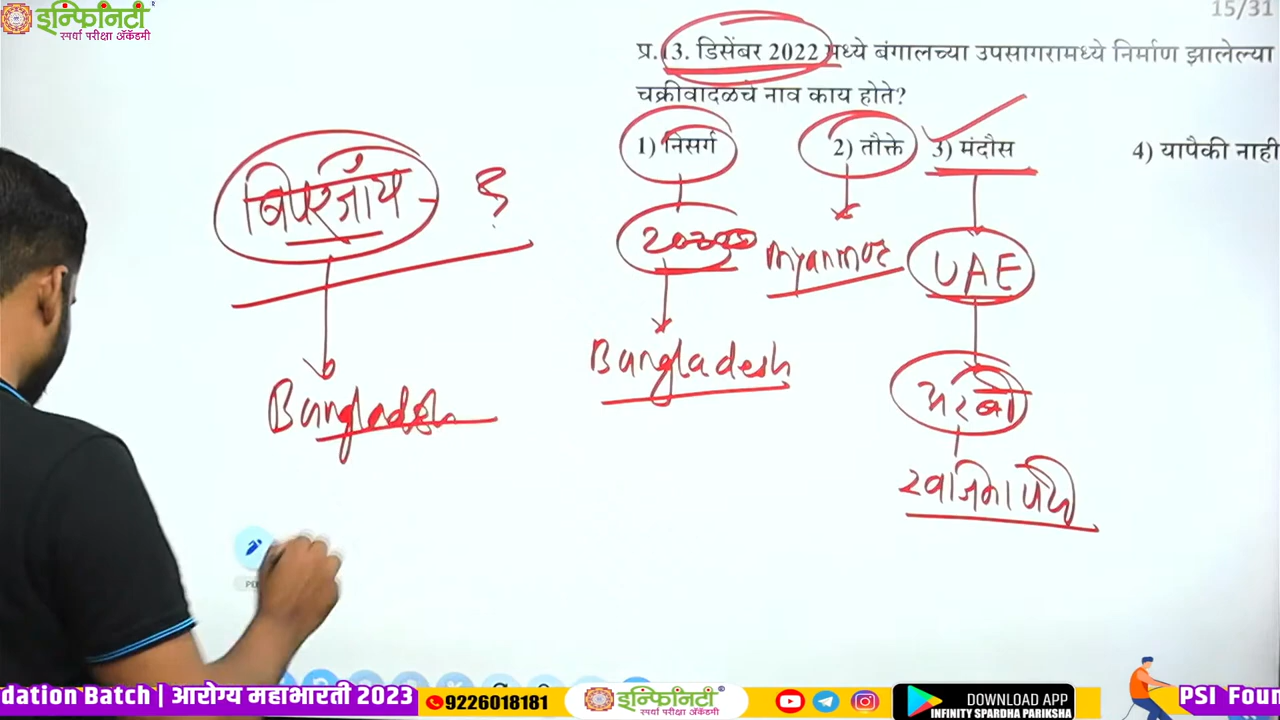 इन्फिनिटी
स्पर्धा परीक्षा ॲकॅडमी
15/31
प्र.13. डिसेंबर 2022 मध्ये बंगालच्या उपसागरामध्ये निर्माण झालेल्या
चक्रीवादळचे नाव काय होते?
1) निसर्ग 2) तौक्ते 3) मंदौस 4) यापैकी नाही
बिपरजॉय
Bangladesh
Bangladesh
Myanmar
UAE
अरबी
dation Batch | आरोग्य महाभारती 2023
9226018181
इन्फिनिटी
स्पर्धा परीक्षा ॲकॅडमी
DOWNLOAD APP
INFINITY SPARDHA PARIKSHA
PSI Foun